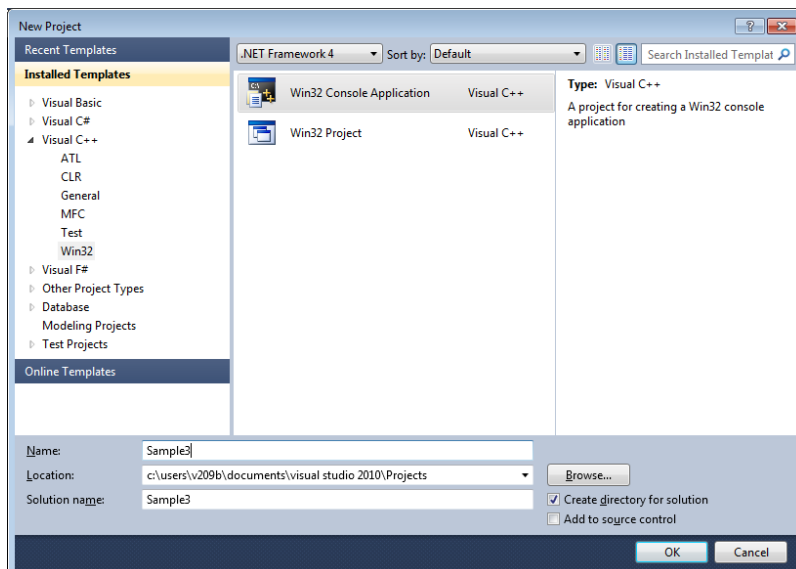 New Project
Recent Templates
.NET Framework 4
Sort by: Default
Search Installed Templat
Installed Templates
Visual Basic
Visual C#
Visual C++
ATL
CLR
General
MFC
Test
Win32
Visual F#
Other Project Types
Database
Modeling Projects
Test Projects
Online Templates
Win32 Console Application Visual C++
Win32 Project Visual C++
Type: Visual C++
A project for creating a Win32 console
application
Name: Sample3
Location: c:\users\v209b\documents\visual studio 2010\Projects Browse...
Solution name: Sample3
Create directory for solution
Add to source control
OK Cancel